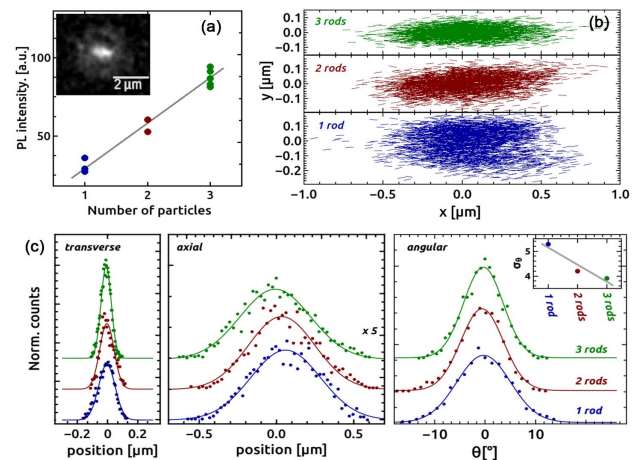 (a)
PL intensity. [a.u.]
100
50
2 µm
1
2
3
Number of particles
(b)
3 rods
0.1
0.0
−0.1
2 rods
0.1
0.0
−0.1
1 rod
0.1
0.0
−0.1
−0.2
y [µm]
−1.0
−0.5
0.0
0.5
1.0
x [µm]
(c)
Norm. counts
transverse
−0.2
0.0
0.2
position [µm]
axial
x 5
−0.5
0.0
0.5
position [µm]
angular
σθ
5
4
1 rod
2 rods
3 rods
3 rods
2 rods
1 rod
−10
0
10
θ[°]